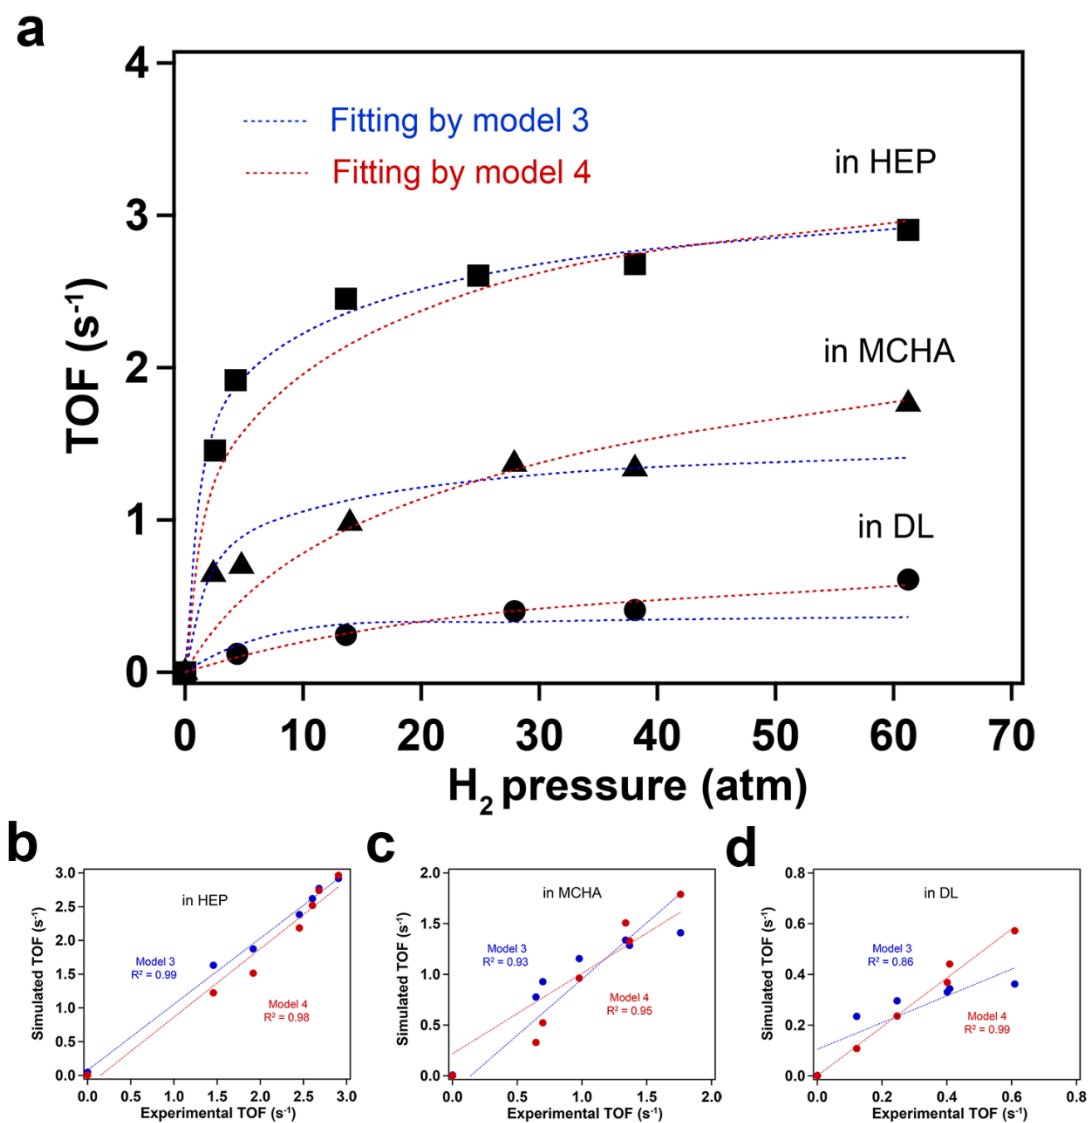 a
4
3
2
1
0
TOF (s⁻¹)
Fitting by model 3
Fitting by model 4
in HEP
in MCHA
in DL
0 10 20 30 40 50 60 70
H₂ pressure (atm)
b
3.0
2.5
2.0
1.5
1.0
0.5
0.0
Simulated TOF (s⁻¹)
in HEP
Model 3
R² = 0.99
Model 4
R² = 0.98
0.0 0.5 1.0 1.5 2.0 2.5 3.0
Experimental TOF (s⁻¹)
c
2.0
1.5
1.0
0.5
0.0
Simulated TOF (s⁻¹)
in MCHA
Model 3
R² = 0.93
Model 4
R² = 0.95
0.0 0.5 1.0 1.5 2.0
Experimental TOF (s⁻¹)
d
0.8
0.6
0.4
0.2
0.0
Simulated TOF (s⁻¹)
in DL
Model 3
R² = 0.86
Model 4
R² = 0.99
0.0 0.2 0.4 0.6 0.8
Experimental TOF (s⁻¹)